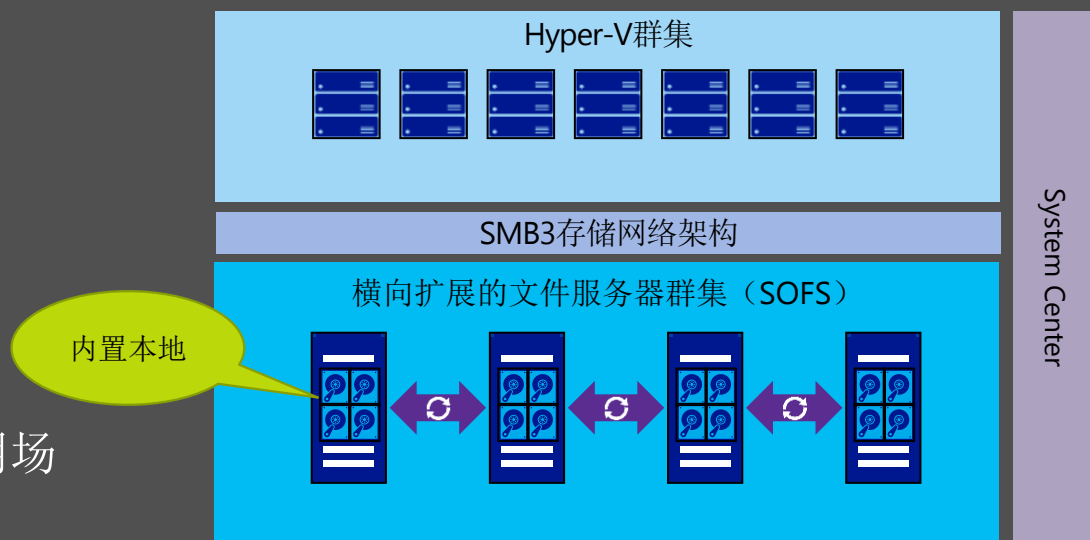 Hyper-V群集
SMB3存储网络架构
横向扩展的文件服务器群集（SOFS）
内置本地
场
System Center